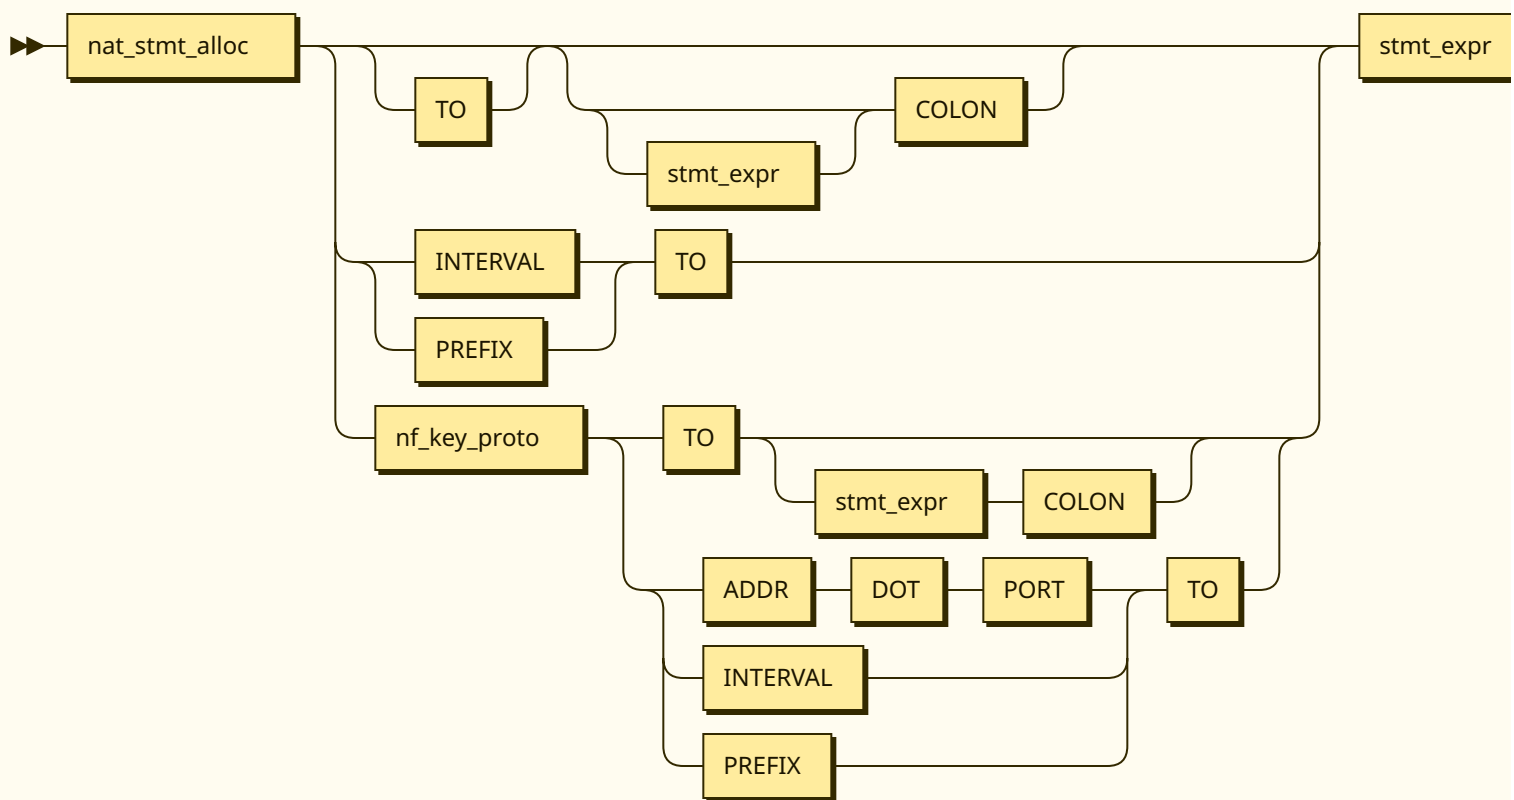 nat_stmt_alloc stmt_expr
TO COLON
stmt_expr
INTERVAL TO
PREFIX
nf_key_proto TO
stmt_expr COLON
ADDR DOT PORT TO
INTERVAL
PREFIX